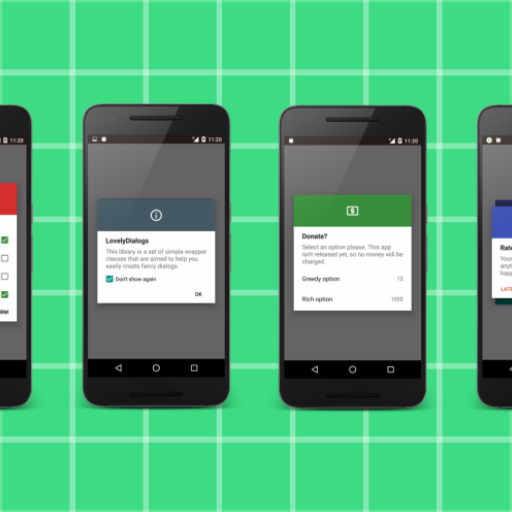 11:20
RM
11:20
LovelyDialogs
This library is a set of simple wrapper
classes that are aimed to help you
easily create fancy dialogs.
Don't show again
OK
11:20
Donate?
Select an option please. This app
isn't released yet, so no money will be
charged.
Greedy option 1$
Rich option 100$
Rate
Your
anyt
happ
LATE